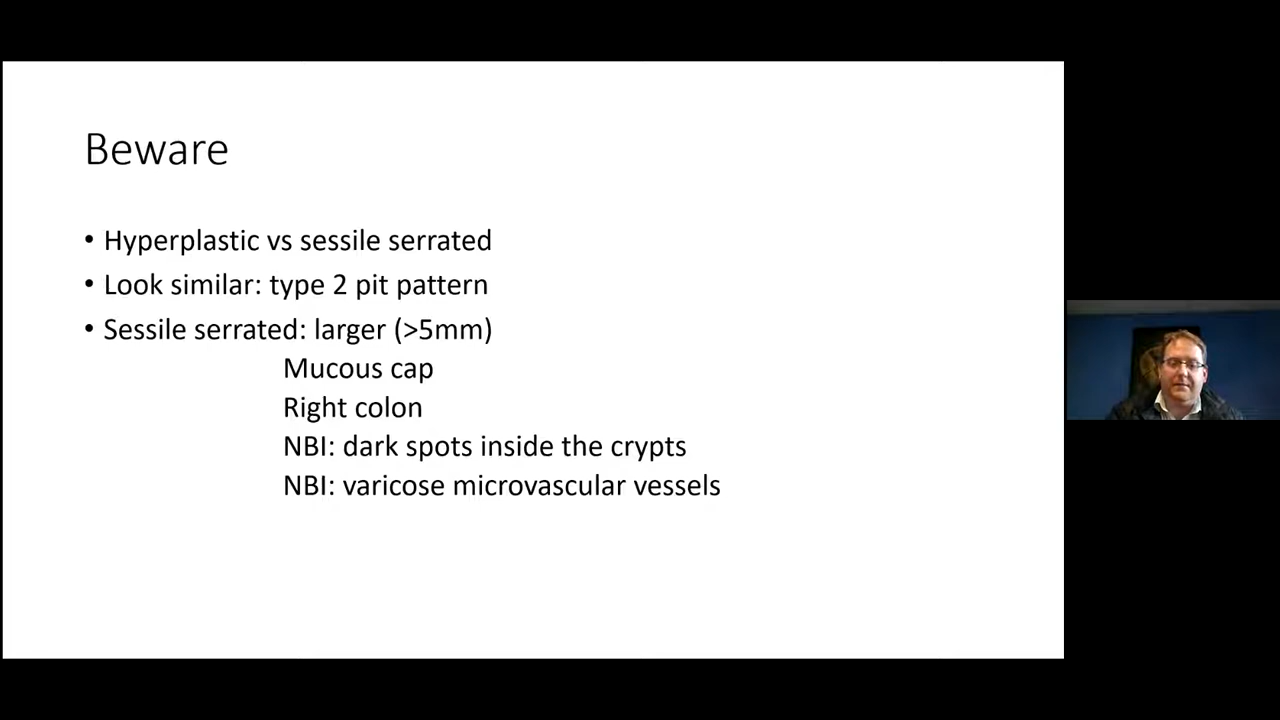 Beware
• Hyperplastic vs sessile serrated
• Look similar: type 2 pit pattern
• Sessile serrated: larger (>5mm)
Mucous cap
Right colon
NBI: dark spots inside the crypts
NBI: varicose microvascular vessels